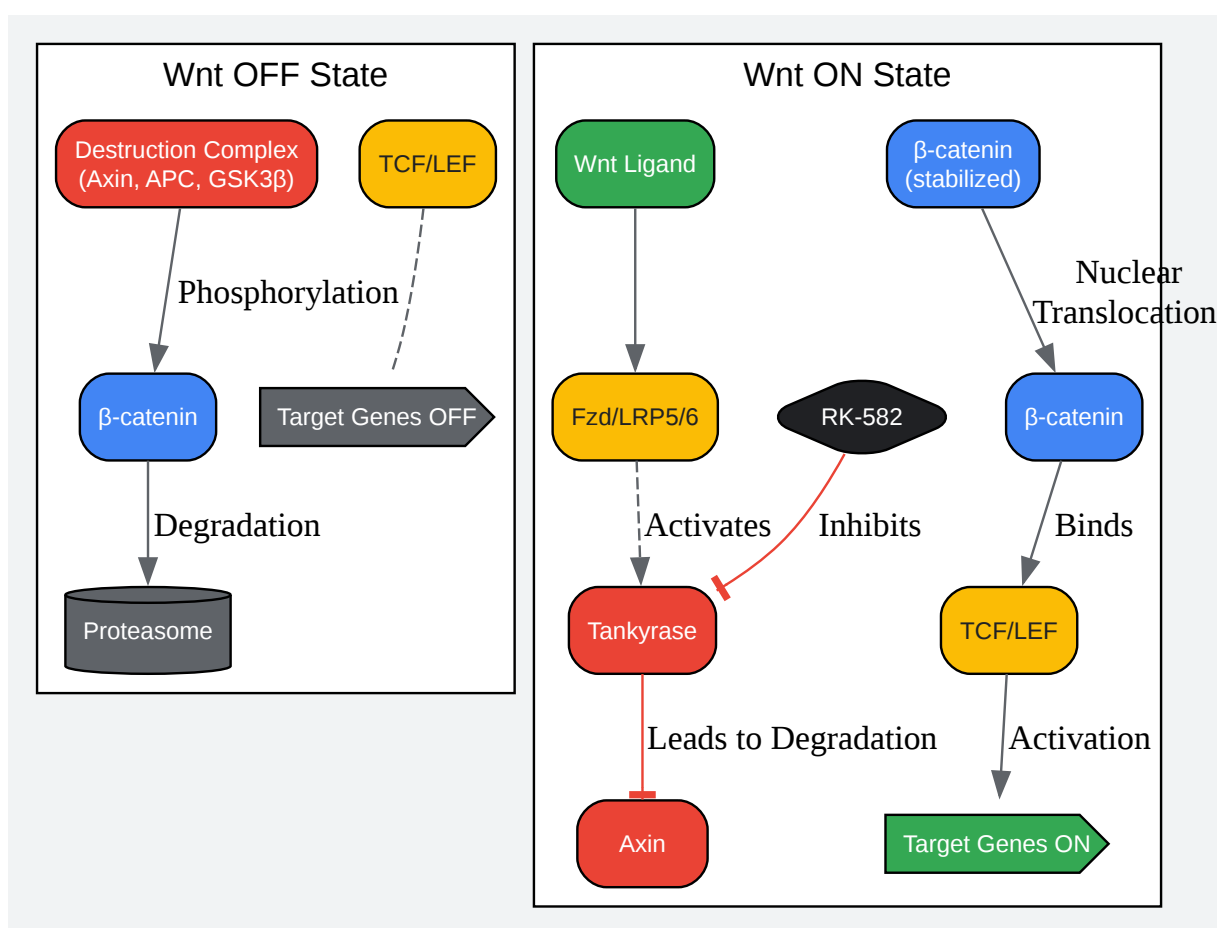 Wnt OFF State
Destruction Complex
(Axin, APC, GSK3β)
TCF/LEF
Phosphorylation
β-catenin
Target Genes OFF
Degradation
Proteasome
Wnt ON State
Wnt Ligand
β-catenin
(stabilized)
Nuclear
Translocation
Fzd/LRP5/6
RK-582
β-catenin
Activates
Inhibits
Binds
Tankyrase
TCF/LEF
Leads to Degradation
Activation
Axin
Target Genes ON